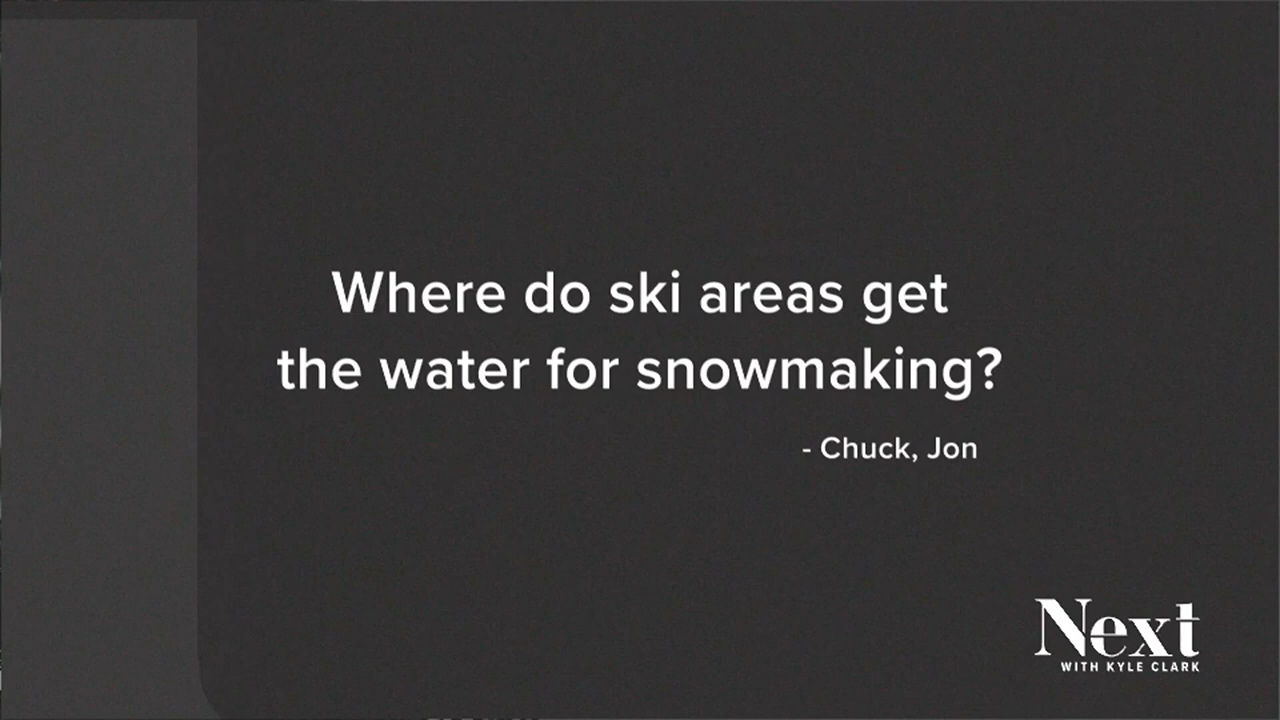 Where do ski areas get
the water for snowmaking?
- Chuck, Jon
Next
WITH KYLE CLARK